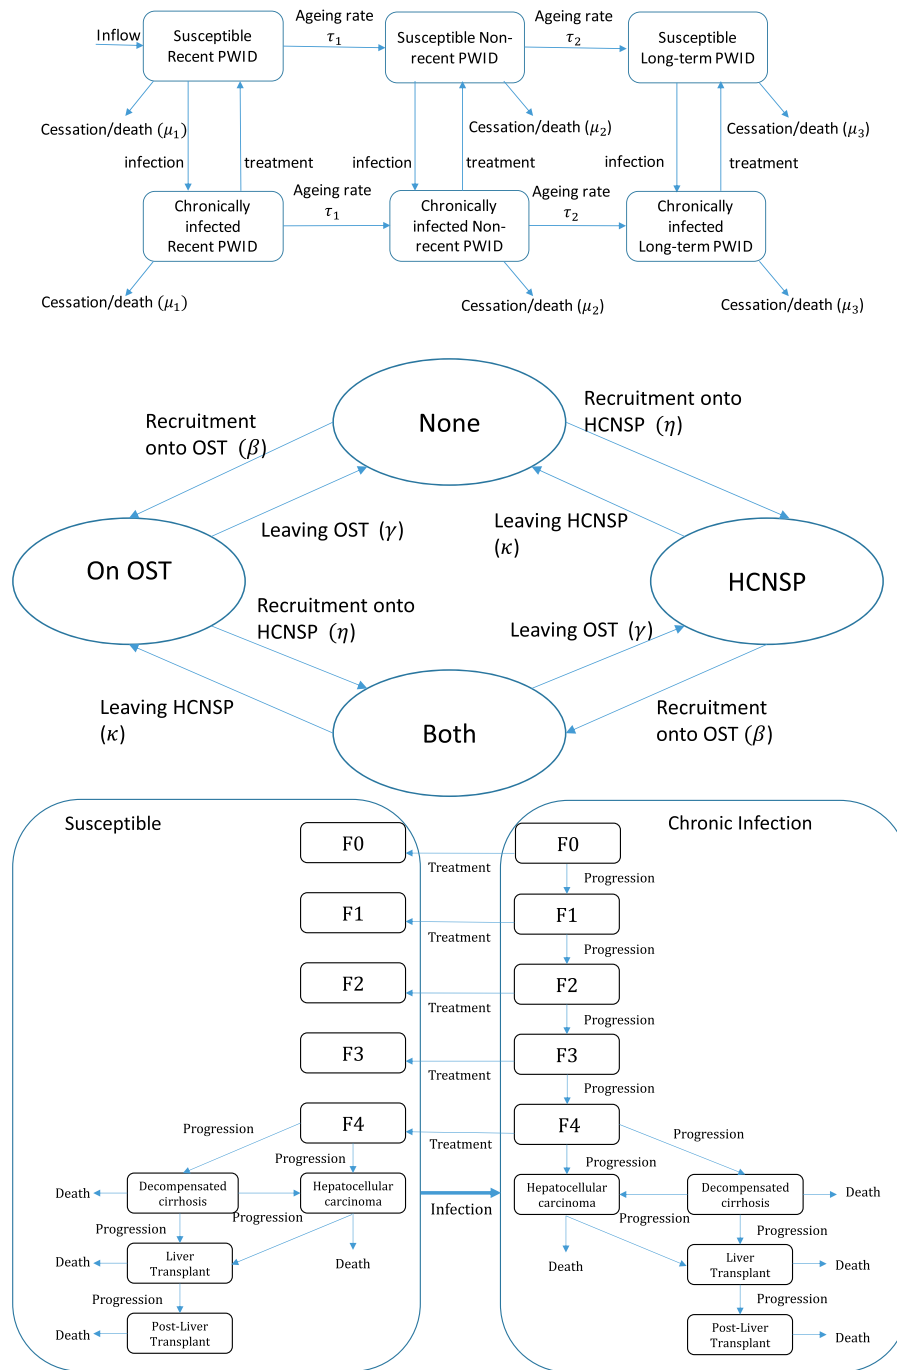 Inflow
Susceptible
Recent PWID
Ageing rate
τ₁
Susceptible Non-
recent PWID
Ageing rate
τ₂
Susceptible
Long-term PWID
Cessation/death (μ₁)
Cessation/death (μ₂)
Cessation/death (μ₃)
infection
treatment
infection
treatment
infection
treatment
Chronically
infected
Recent PWID
Ageing rate
τ₁
Chronically
infected Non-
recent PWID
Ageing rate
τ₂
Chronically
infected
Long-term PWID
Cessation/death (μ₁)
Cessation/death (μ₂)
Cessation/death (μ₃)
None
Recruitment
onto OST (β)
Recruitment onto
HCNSP (η)
Leaving OST (γ)
Leaving HCNSP
(κ)
On OST
HCNSP
Recruitment onto
HCNSP (η)
Leaving OST (γ)
Leaving HCNSP
(κ)
Both
Recruitment
onto OST (β)
Susceptible
Chronic Infection
F0
Treatment
F0
Progression
F1
Treatment
F1
Progression
F2
Treatment
F2
Progression
F3
Treatment
F3
Progression
F4
Treatment
F4
Progression
Progression
Progression
Progression
Death
Decompensated
cirrhosis
Hepatocellular
carcinoma
Infection
Hepatocellular
carcinoma
Decompensated
cirrhosis
Death
Progression
Progression
Progression
Progression
Death
Liver
Transplant
Death
Death
Liver
Transplant
Death
Progression
Progression
Death
Post-Liver
Transplant
Post-Liver
Transplant
Death